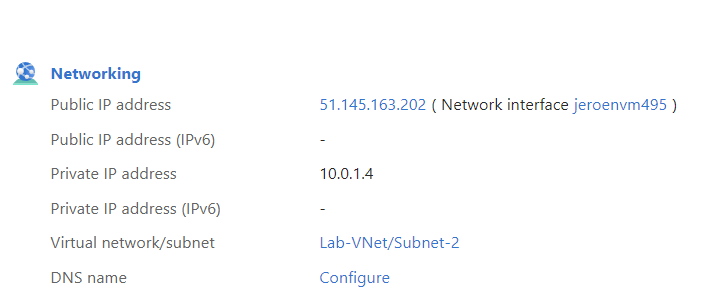 Networking
Public IP address 51.145.163.202 ( Network interface jeroenvm495 )
Public IP address (IPv6) -
Private IP address 10.0.1.4
Private IP address (IPv6) -
Virtual network/subnet Lab-VNet/Subnet-2
DNS name Configure